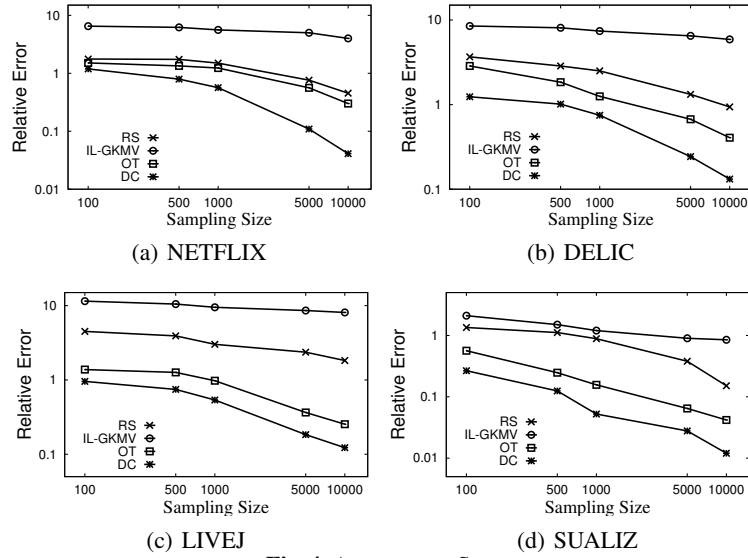 10
1
0.1
0.01
Relative Error
RS
IL-GKMV
OT
DC
100 500 1000 5000 10000
Sampling Size
(a) NETFLIX
10
1
0.1
Relative Error
RS
IL-GKMV
OT
DC
100 500 1000 5000 10000
Sampling Size
(b) DELIC
10
1
0.1
Relative Error
RS
IL-GKMV
OT
DC
100 500 1000 5000 10000
Sampling Size
(c) LIVEJ
1
0.1
0.01
Relative Error
RS
IL-GKMV
OT
DC
100 500 1000 5000 10000
Sampling Size
(d) SUALIZ